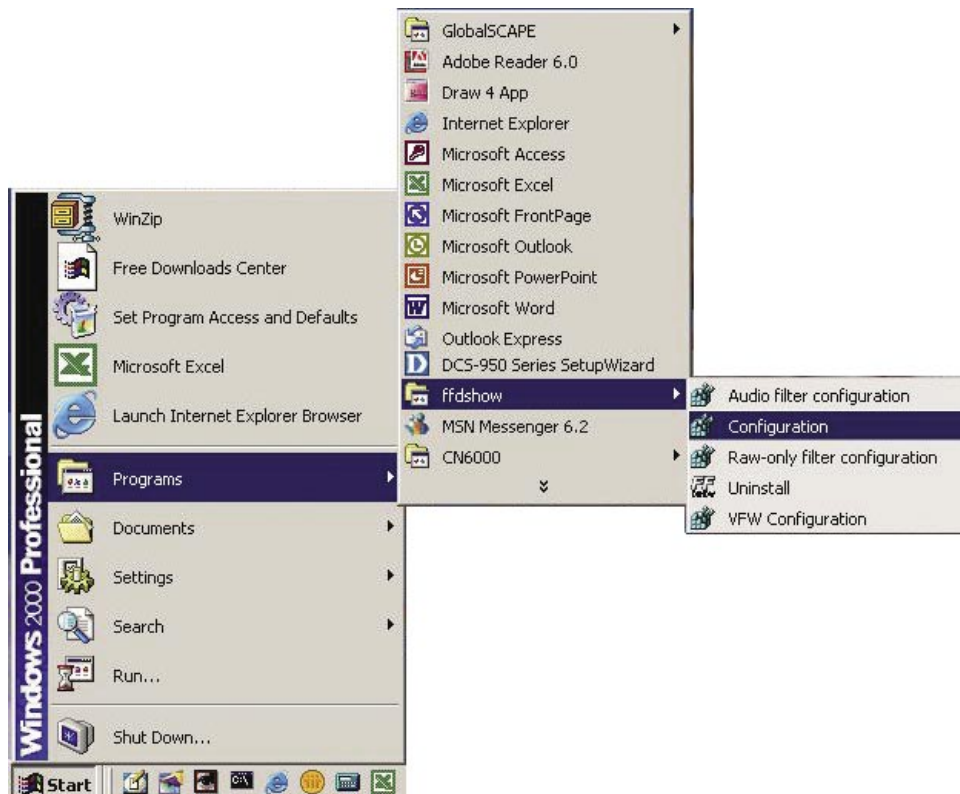 GlobalSCAPE
Adobe Reader 6.0
Draw 4 App
Internet Explorer
Microsoft Access
Microsoft Excel
Microsoft FrontPage
Microsoft Outlook
Microsoft PowerPoint
Microsoft Word
Outlook Express
DCS-950 Series SetupWizard
ffdshow
MSN Messenger 6.2
CN6000
Audio filter configuration
Configuration
Raw-only filter configuration
Uninstall
VFW Configuration
WinZip
Free Downloads Center
Set Program Access and Defaults
Microsoft Excel
Launch Internet Explorer Browser
Programs
Documents
Settings
Search
Run...
Shut Down...
Windows 2000 Professional
Start